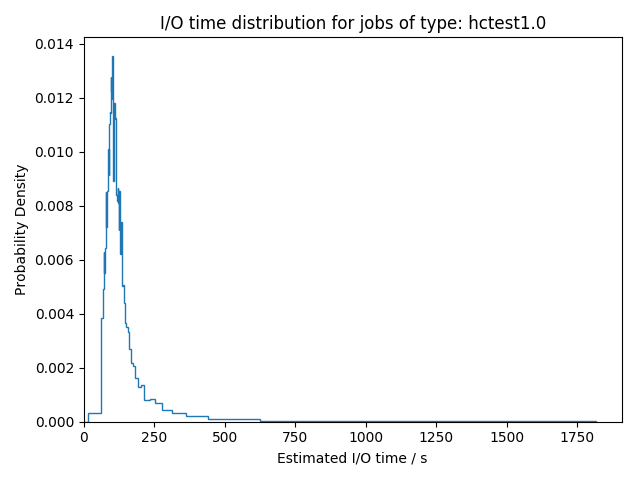 I/O time distribution for jobs of type: hctest1.0
0.014
0.012
0.010
0.008
0.006
0.004
0.002
0.000
Probability Density
0 250 500 750 1000 1250 1500 1750
Estimated I/O time / s